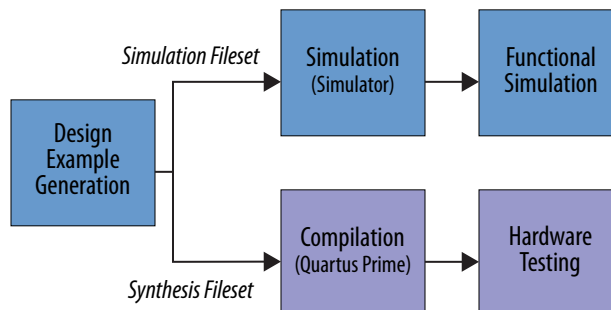 Simulation Fileset
Simulation
(Simulator)
Functional
Simulation
Design
Example
Generation
Compilation
(Quartus Prime)
Hardware
Testing
Synthesis Fileset